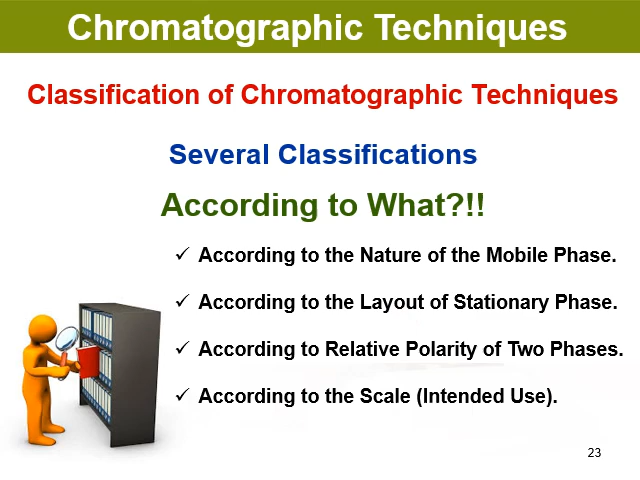 Chromatographic Techniques
Classification of Chromatographic Techniques
Several Classifications
According to What?!!
✓ According to the Nature of the Mobile Phase.
✓ According to the Layout of Stationary Phase.
✓ According to Relative Polarity of Two Phases.
✓ According to the Scale (Intended Use).
23